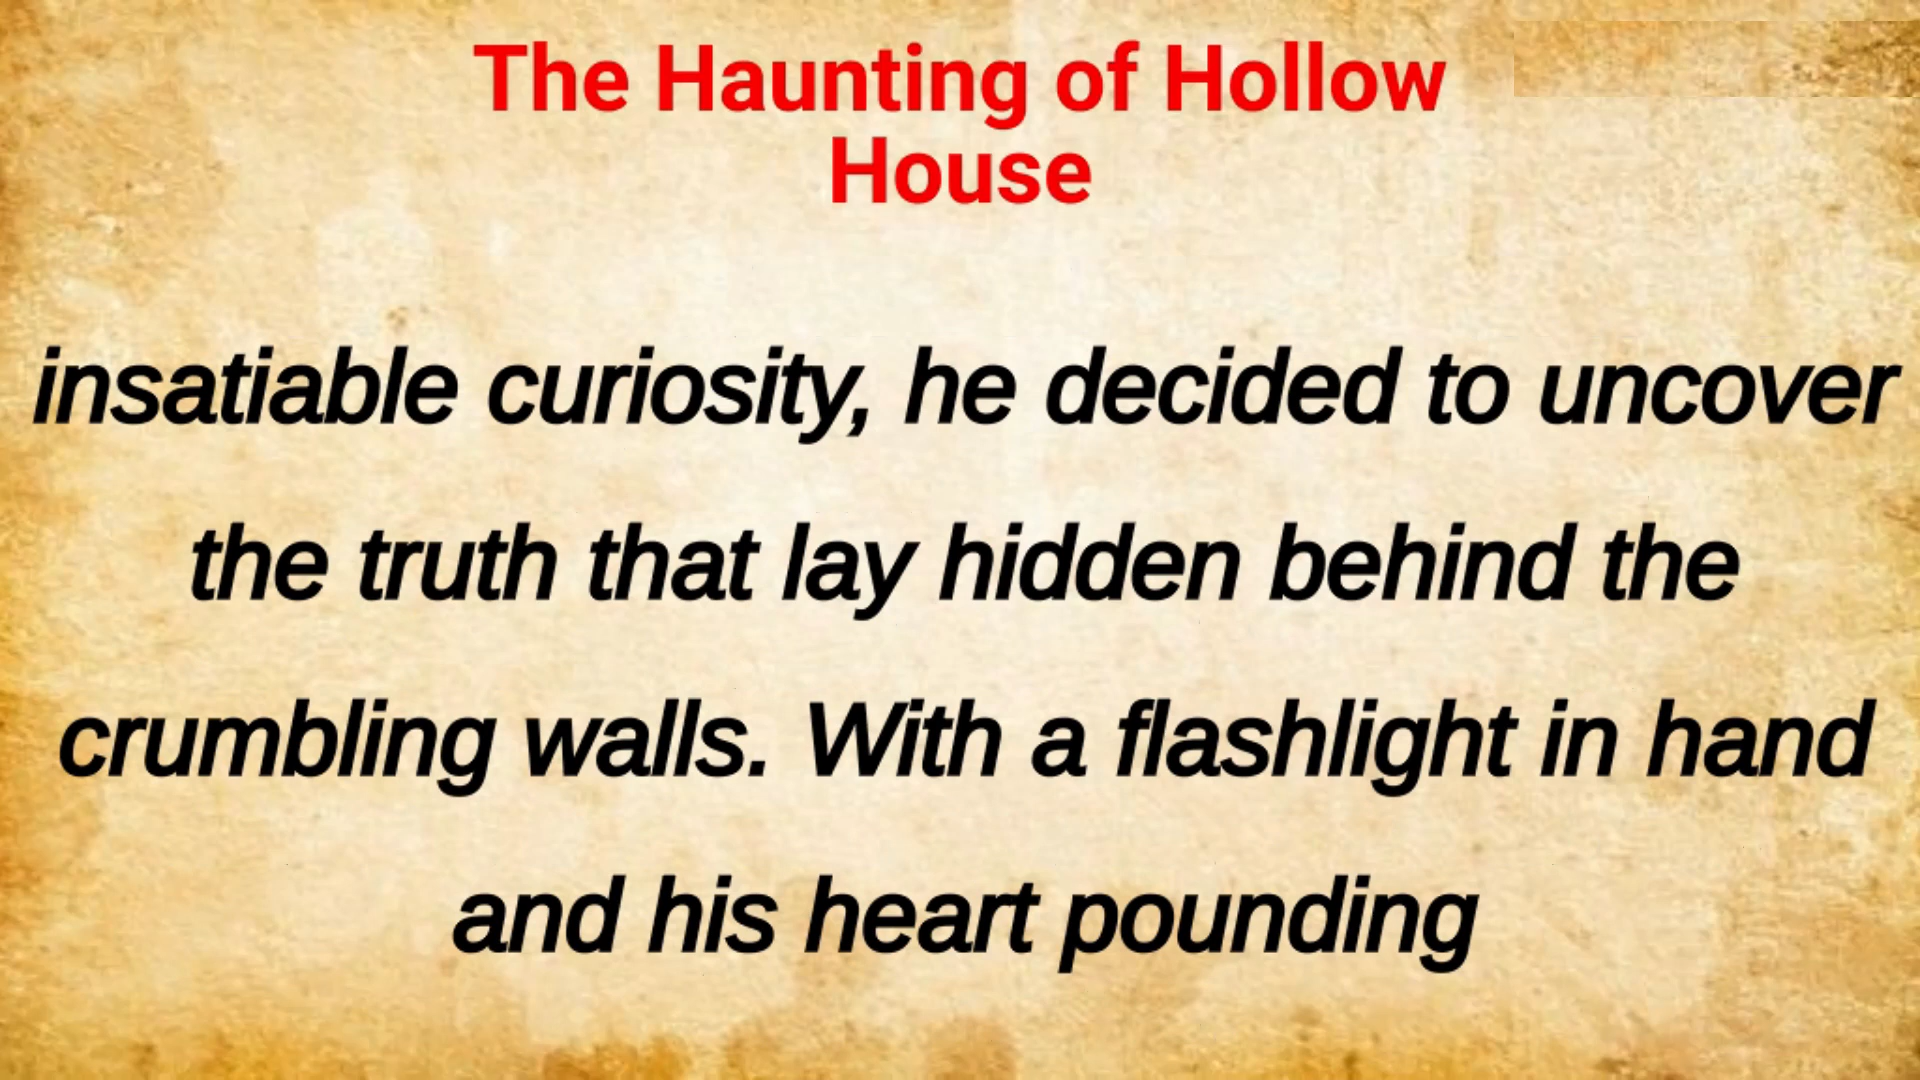 The Haunting of Hollow
House
insatiable curiosity, he decided to uncover
the truth that lay hidden behind the
crumbling walls. With a flashlight in hand
and his heart pounding